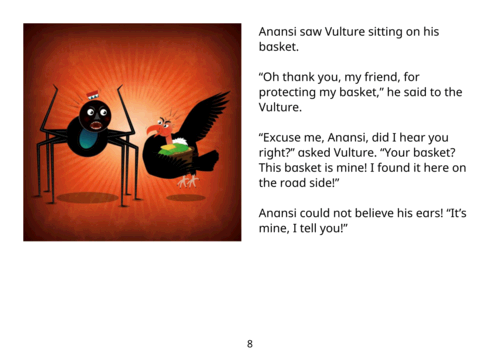 Anansi saw Vulture sitting on his
basket.
“Oh thank you, my friend, for
protecting my basket,” he said to the
Vulture.
“Excuse me, Anansi, did I hear you
right?” asked Vulture. “Your basket?
This basket is mine! I found it here on
the road side!”
Anansi could not believe his ears! “It’s
mine, I tell you!”
8